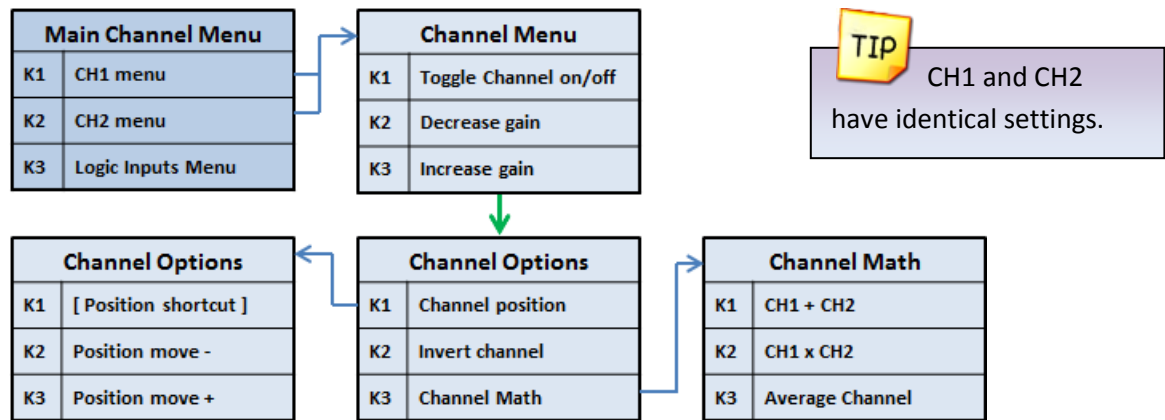 Main Channel Menu
K1 CH1 menu
K2 CH2 menu
K3 Logic Inputs Menu
Channel Menu
K1 Toggle Channel on/off
K2 Decrease gain
K3 Increase gain
TIP
CH1 and CH2
have identical settings.
Channel Options
K1 [ Position shortcut ]
K2 Position move -
K3 Position move +
Channel Options
K1 Channel position
K2 Invert channel
K3 Channel Math
Channel Math
K1 CH1 + CH2
K2 CH1 x CH2
K3 Average Channel